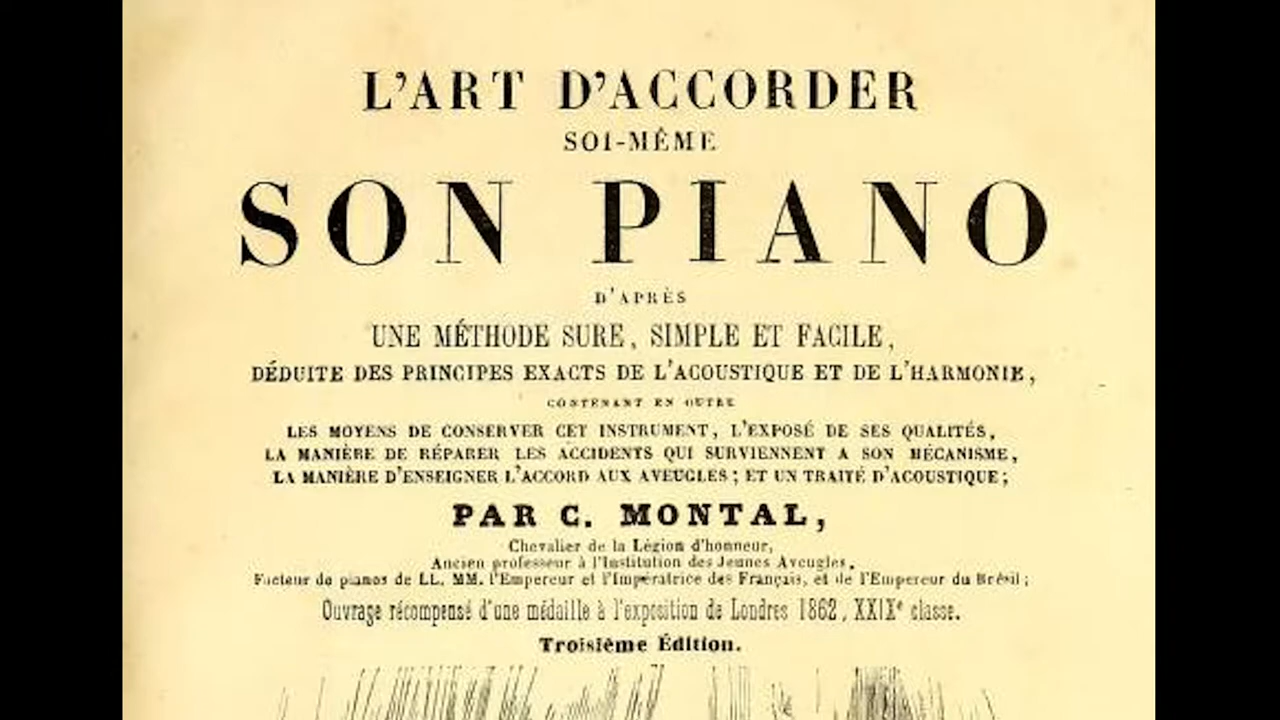 L'ART D'ACCORDER
SOI-MÊME
SON PIANO
D'APRÈS
UNE MÉTHODE SURE, SIMPLE ET FACILE,
DÉDUITE DES PRINCIPES EXACTS DE L'ACOUSTIQUE ET DE L'HARMONIE,
CONTENANT EN OUTRE
LES MOYENS DE CONSERVER CET INSTRUMENT, L'EXPOSÉ DE SES QUALITÉS,
LA MANIÈRE DE RÉPARER LES ACCIDENTS QUI SURVIENNENT A SON MÉCANISME,
LA MANIÈRE D'ENSEIGNER L'ACCORD AUX AVEUGLES; ET UN TRAITÉ D'ACOUSTIQUE;
PAR C. MONTAL,
Chevalier de la Légion d'honneur,
Ancien professeur à l'Institution des Jeunes Aveugles,
Facteur de pianos de LL. MM. l'Empereur et l'Impératrice des Français, et de l'Empereur du Brésil;
Ouvrage récompensé d'une médaille à l'exposition de Londres 1862, XXIXe classe.
Troisième Édition.